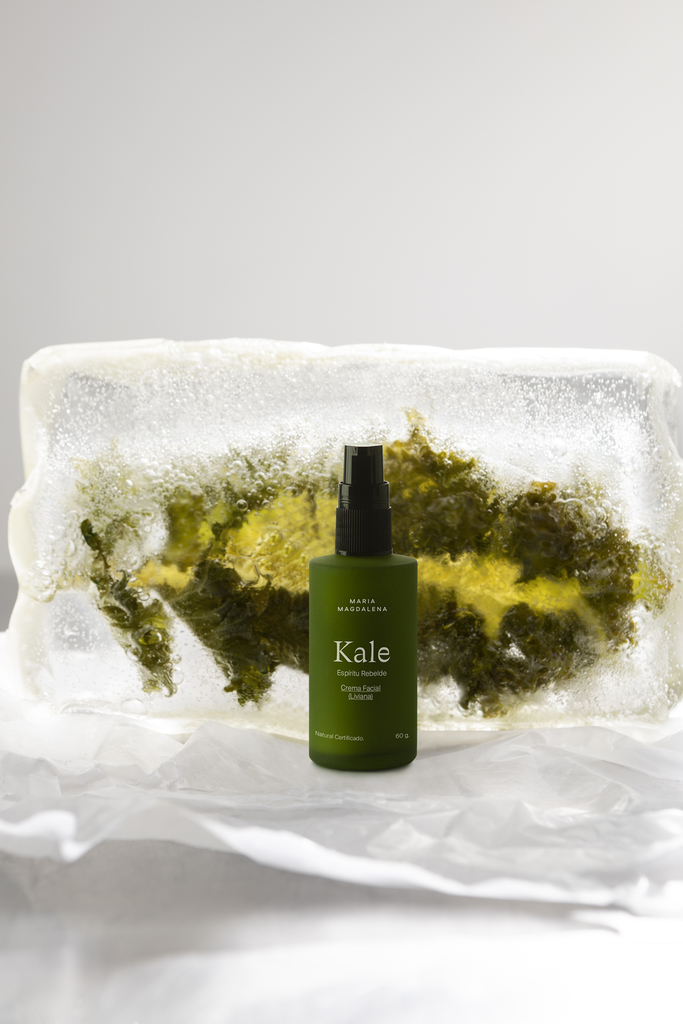 MARIA
MAGDALENA
Kale
Espíritu Rebelde
Crema Facial
(Liviana)
Natural Certificado.
60 g.